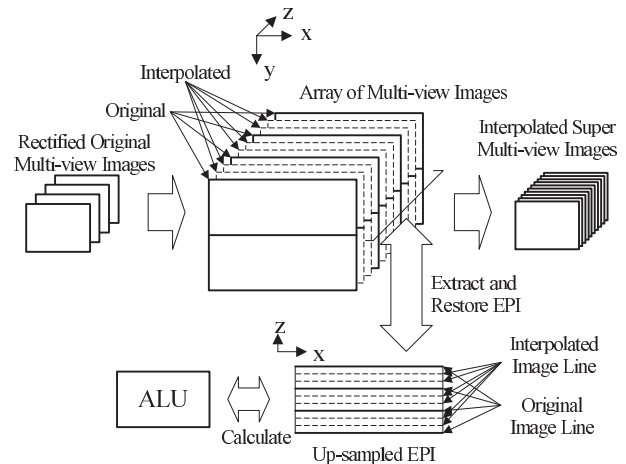 z
x
y
Interpolated
Original
Array of Multi-view Images
Rectified Original
Multi-view Images
Interpolated Super
Multi-view Images
Extract and
Restore EPI
z
x
Interpolated
Image Line
ALU
Calculate
Original
Image Line
Up-sampled EPI